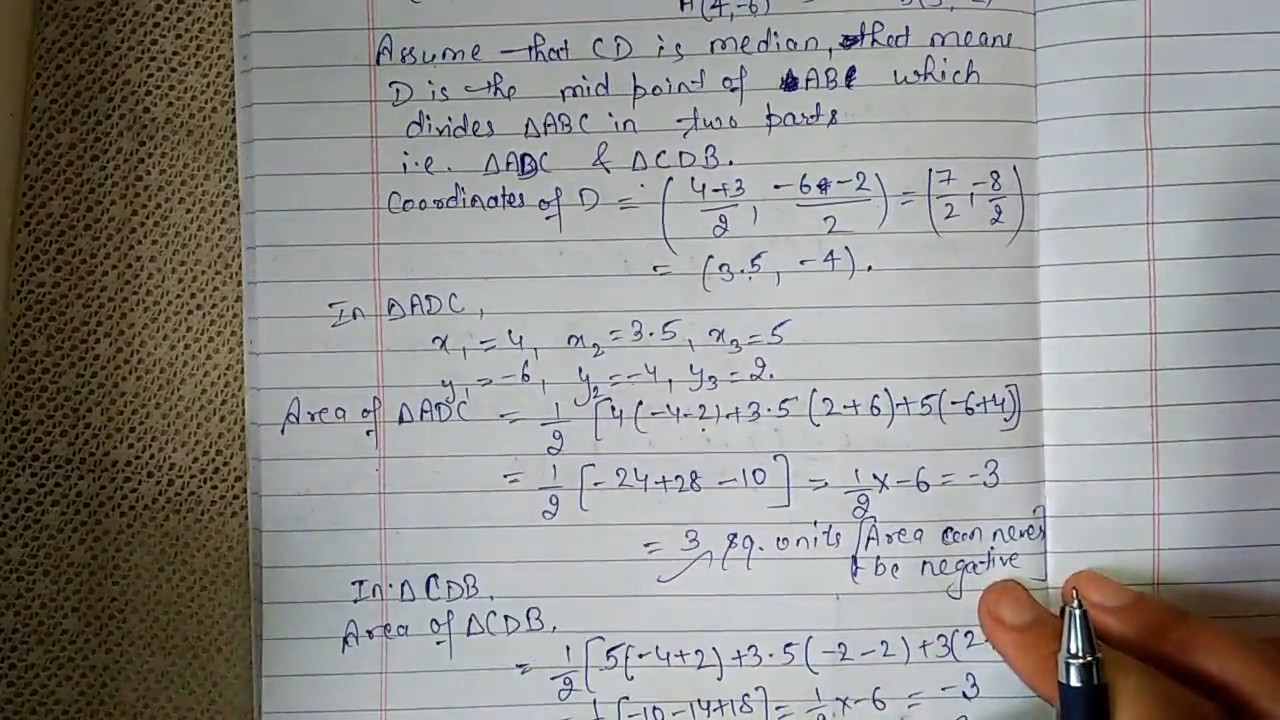 A(4,-6)
Assume that CD is median, that means
D is the mid point of AB which
divides ΔABC in two parts
i.e. ΔADC & ΔCDB.
Coordinates of D = (4+3/2, -6+-2/2) = (7/2, -8/2)
= (3.5, -4).
In ΔADC,
x₁=4, x₂=3.5, x₃=5
y₁=-6, y₂=-4, y₃=2.
Area of ΔADC = 1/2 [4(-4-2)+3.5(2+6)+5(-6+4)]
= 1/2 [-24+28-10] = 1/2 x -6 = -3
= 3 sq. units [Area can never
be negative]
In ΔCDB.
Area of ΔCDB.
= 1/2 [5(-4+2)+3.5(-2-2)+3(2
= 1/2 [-10-14+18] = 1/2 x -6 = -3